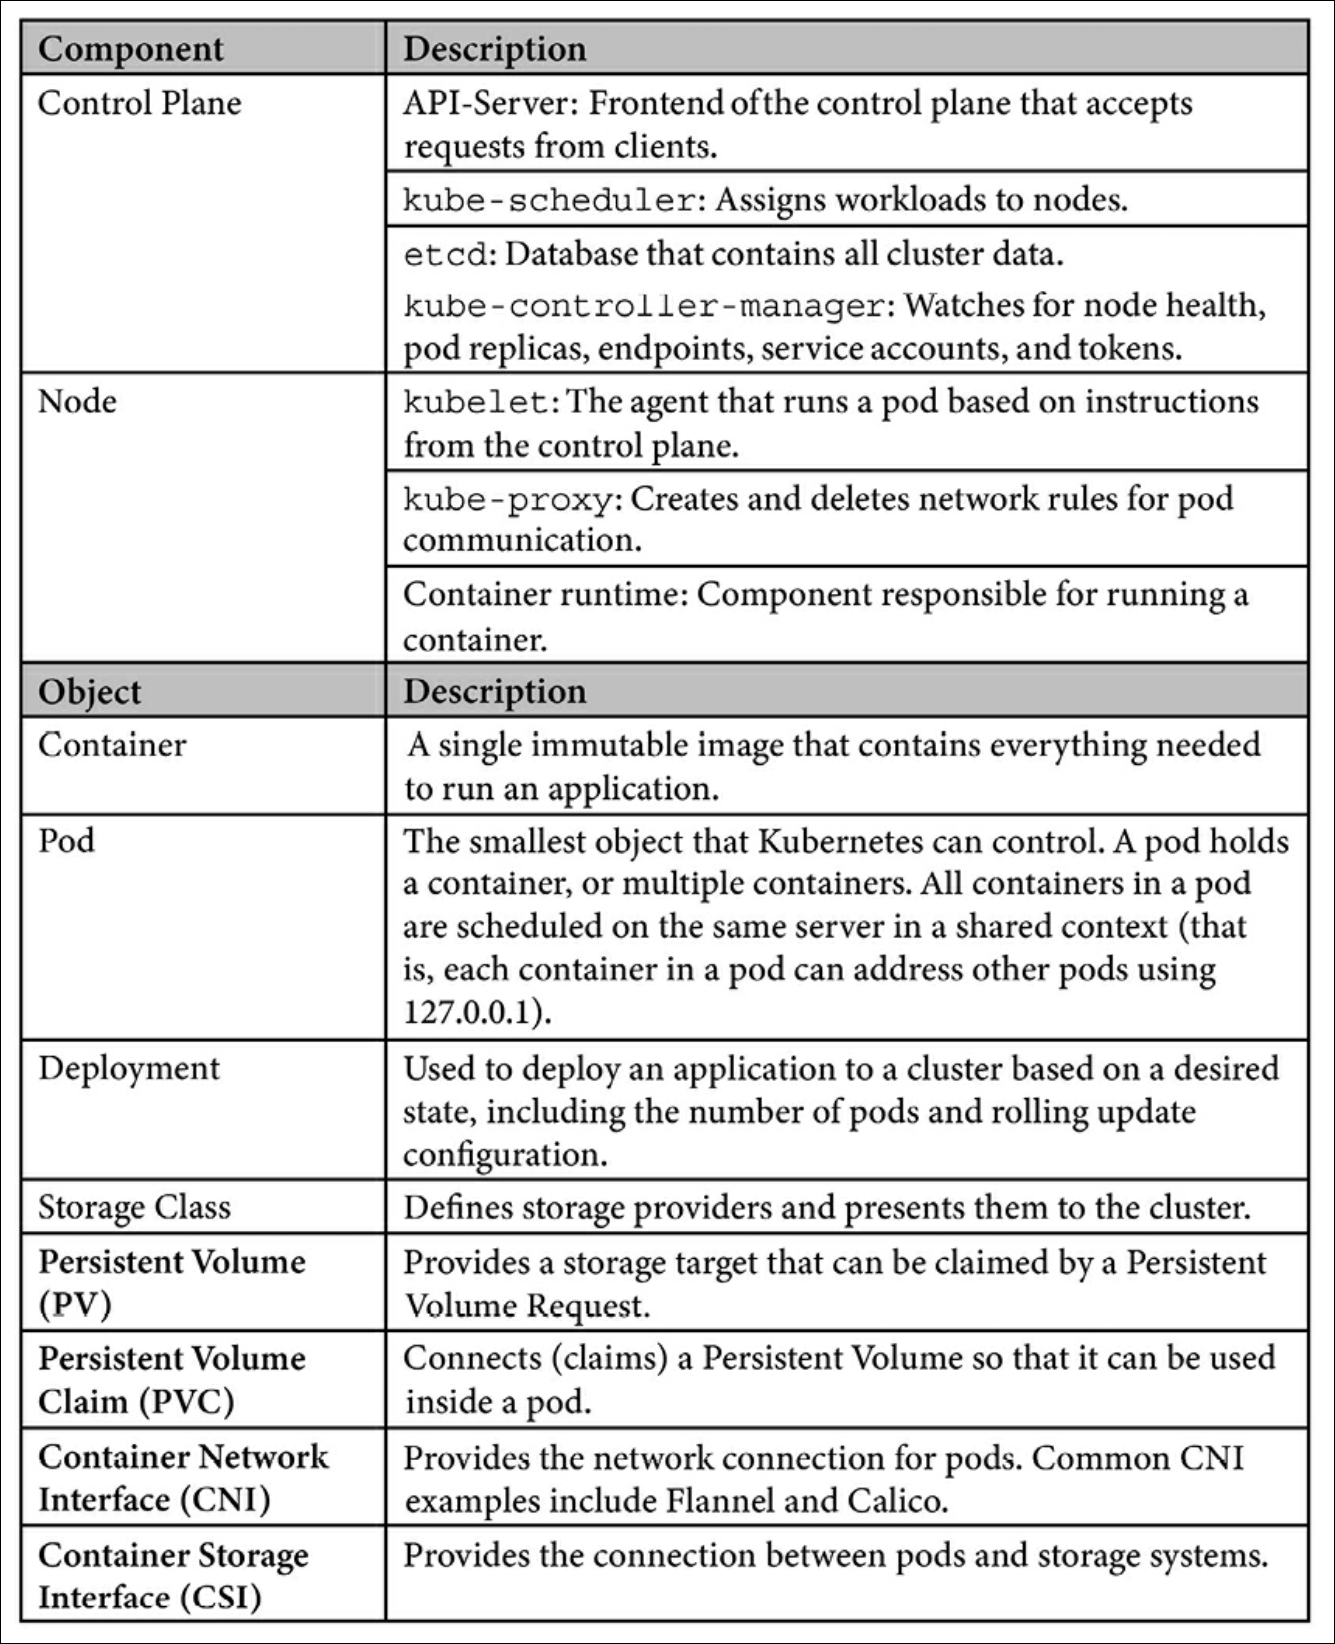 Component Description
Control Plane API-Server: Frontend of the control plane that accepts
requests from clients.
kube-scheduler: Assigns workloads to nodes.
etcd: Database that contains all cluster data.
kube-controller-manager: Watches for node health,
pod replicas, endpoints, service accounts, and tokens.
Node kubelet: The agent that runs a pod based on instructions
from the control plane.
kube-proxy: Creates and deletes network rules for pod
communication.
Container runtime: Component responsible for running a
container.
Object Description
Container A single immutable image that contains everything needed
to run an application.
Pod The smallest object that Kubernetes can control. A pod holds
a container, or multiple containers. All containers in a pod
are scheduled on the same server in a shared context (that
is, each container in a pod can address other pods using
127.0.0.1).
Deployment Used to deploy an application to a cluster based on a desired
state, including the number of pods and rolling update
configuration.
Storage Class Defines storage providers and presents them to the cluster.
Persistent Volume Provides a storage target that can be claimed by a Persistent
(PV) Volume Request.
Persistent Volume Connects (claims) a Persistent Volume so that it can be used
Claim (PVC) inside a pod.
Container Network Provides the network connection for pods. Common CNI
Interface (CNI) examples include Flannel and Calico.
Container Storage Provides the connection between pods and storage systems.
Interface (CSI)